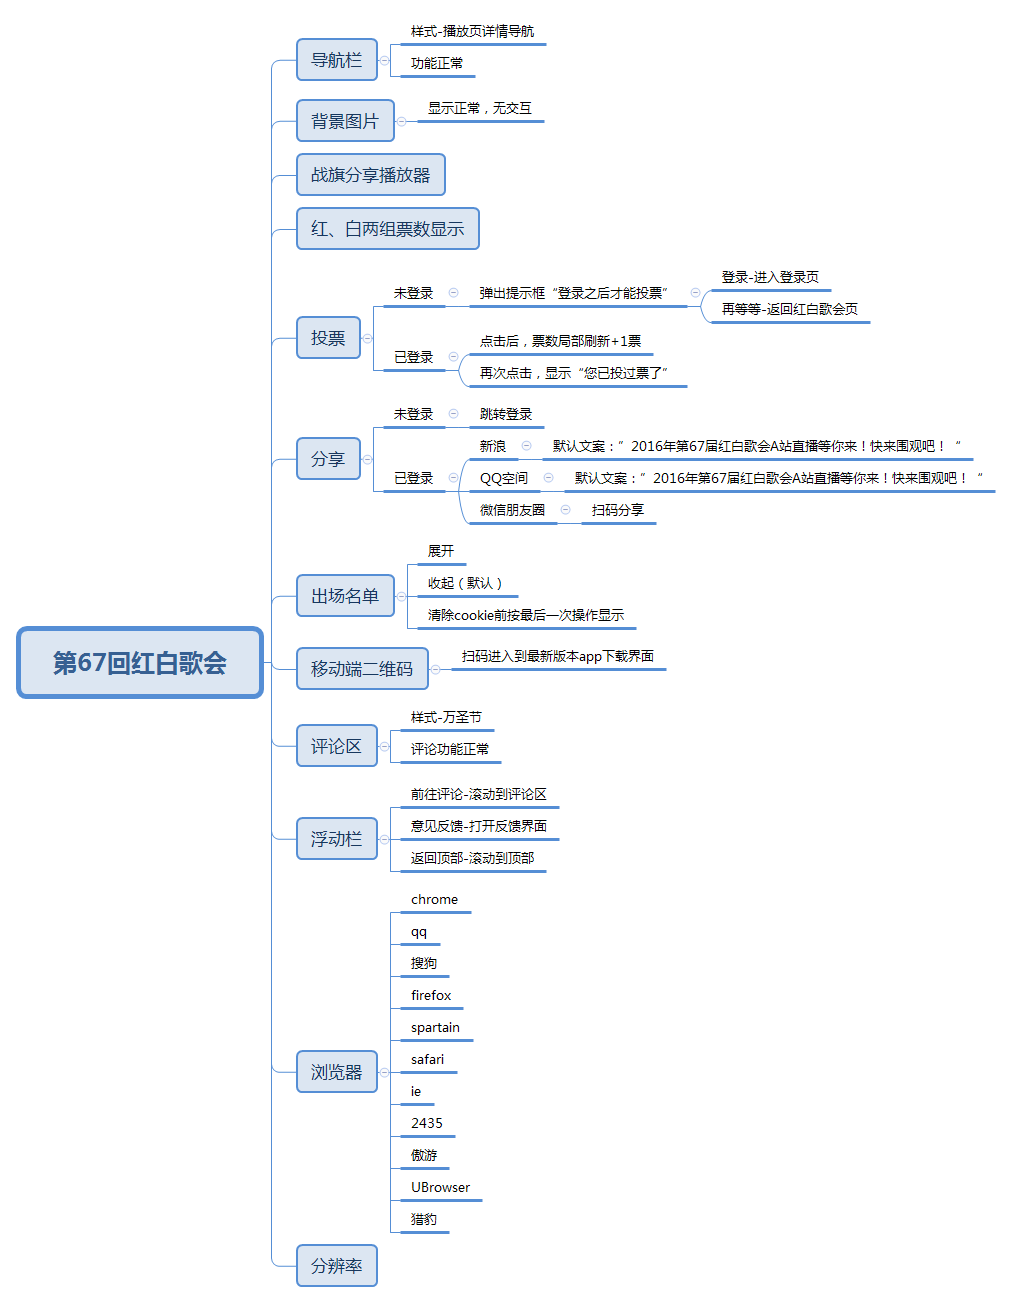 第67回红白歌会
导航栏
样式-播放页详情导航
功能正常
背景图片
显示正常，无交互
战旗分享播放器
红、白两组票数显示
投票
未登录
弹出提示框“登录之后才能投票”
登录-进入登录页
再等等-返回红白歌会页
已登录
点击后，票数局部刷新+1票
再次点击，显示“您已投过票了”
分享
未登录
跳转登录
已登录
新浪
默认文案：”2016年第67届红白歌会A站直播等你来！快来围观吧！“
QQ空间
默认文案：”2016年第67届红白歌会A站直播等你来！快来围观吧！“
微信朋友圈
扫码分享
出场名单
展开
收起（默认）
清除cookie前按最后一次操作显示
移动端二维码
扫码进入到最新版本app下载界面
评论区
样式-万圣节
评论功能正常
浮动栏
前往评论-滚动到评论区
意见反馈-打开反馈界面
返回顶部-滚动到顶部
浏览器
chrome
qq
搜狗
firefox
spartain
safari
ie
2435
傲游
UBrowser
猎豹
分辨率